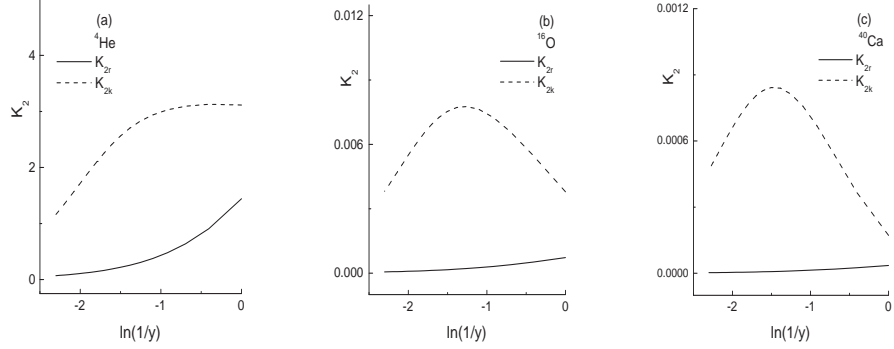 (a)
⁴He
K₂ᵣ
K₂ₖ
K₂
4
2
0
-2
-1
0
ln(1/y)
(b)
¹⁶O
K₂ᵣ
K₂ₖ
K₂
0.012
0.006
0.000
-2
-1
0
ln(1/y)
(c)
⁴⁰Ca
K₂ᵣ
K₂ₖ
K₂
0.0012
0.0006
0.0000
-2
-1
0
ln(1/y)